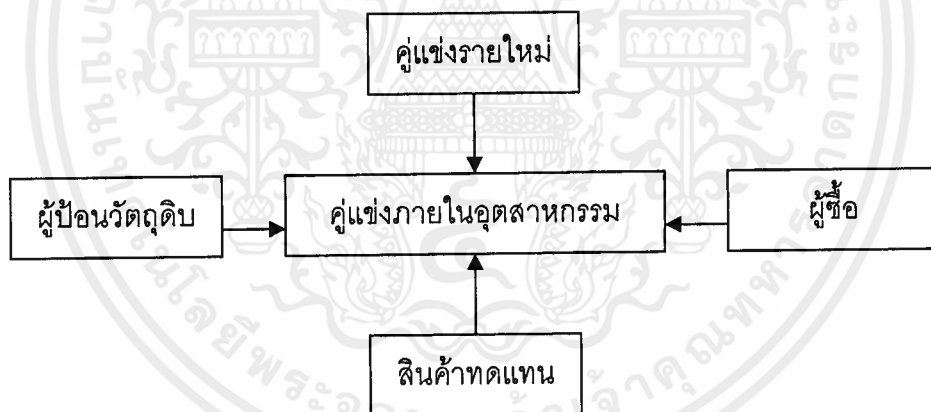 คู่แข่งรายใหม่
ผู้ป้อนวัตถุดิบ
คู่แข่งภายในอุตสาหกรรม
ผู้ซื้อ
สินค้าทดแทน